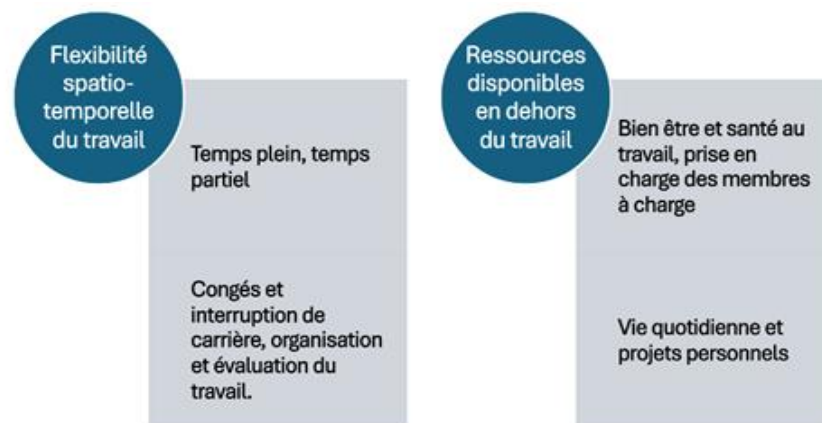 Flexibilité
spatio-
temporelle
du travail
Temps plein, temps
partiel
Congés et
interruption de
carrière, organisation
et évaluation du
travail.
Ressources
disponibles
en dehors
du travail
Bien être et santé au
travail, prise en
charge des membres
à charge
Vie quotidienne et
projets personnels